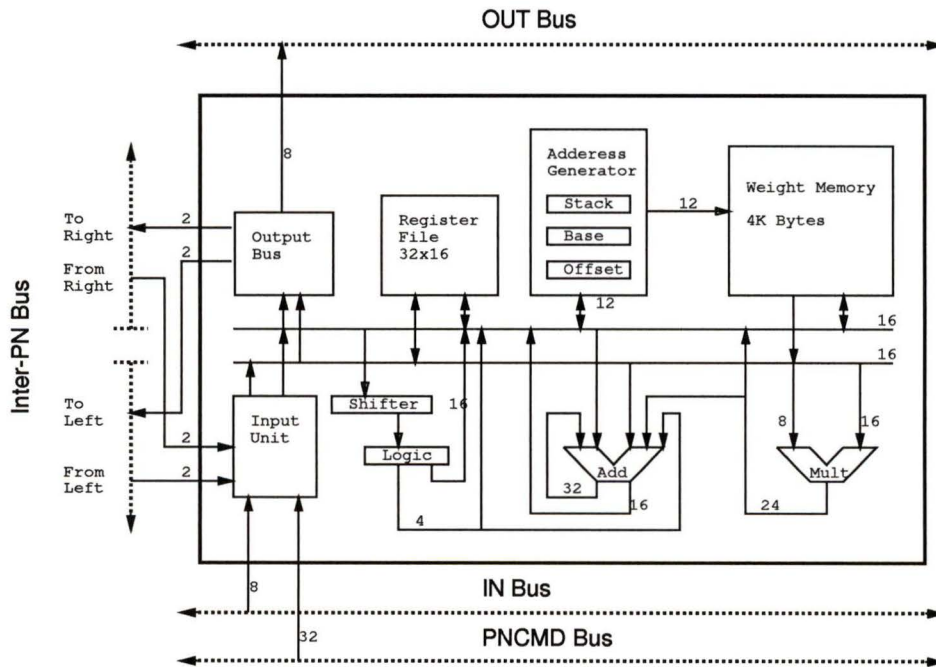 OUT Bus
8
Adderess
Generator
Stack
Base
Offset
12
12
Weight Memory
4K Bytes
Register
File
32x16
Output
Bus
To
Right
2
2
From
Right
Inter-PN Bus
16
16
To
Left
2
From
Left
2
Input
Unit
Shifter
16
Logic
4
Add
32
16
8
16
Mult
24
8
IN Bus
32
PNCMD Bus